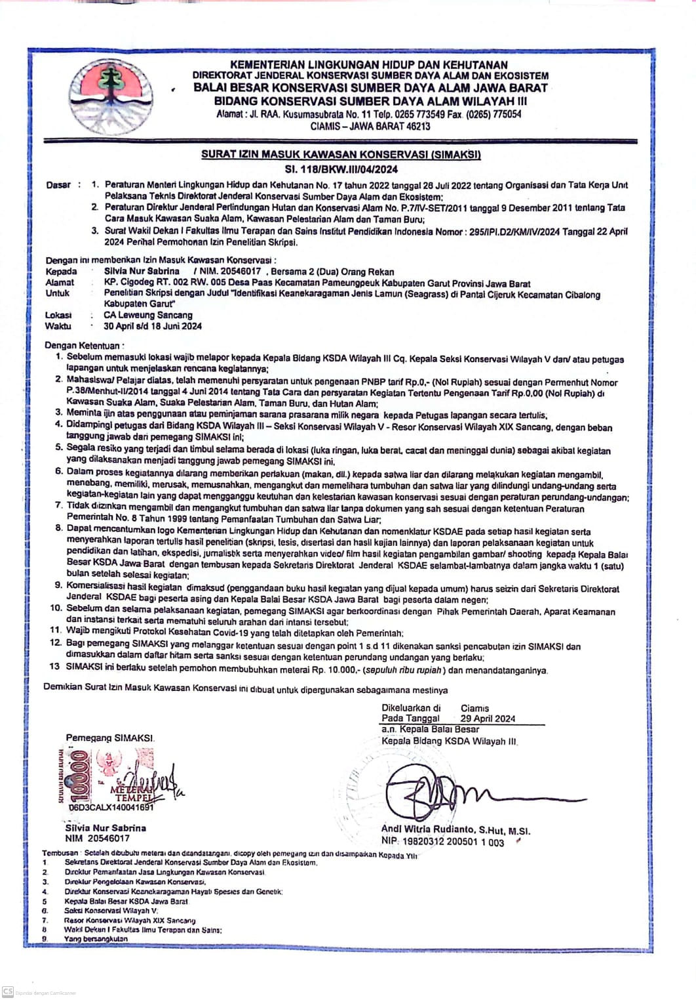 KEMENTERIAN LINGKUNGAN HIDUP DAN KEHUTANAN
DIREKTORAT JENDERAL KONSERVASI SUMBER DAYA ALAM DAN EKOSISTEM
BALAI BESAR KONSERVASI SUMBER DAYA ALAM JAWA BARAT
BIDANG KONSERVASI SUMBER DAYA ALAM WILAYAH III
Alamat : Jl. RAA. Kusumasubrata No. 11 Telp. 0265 773549 Fax. (0265) 775054
CIAMIS – JAWA BARAT 46213
SURAT IZIN MASUK KAWASAN KONSERVASI (SIMAKSI)
SI. 118/BKW.III/04/2024
Dasar : 1. Peraturan Menteri Lingkungan Hidup dan Kehutanan No. 17 tahun 2022 tanggal 26 Juli 2022 tentang Organisasi dan Tata Kerja Unit
Pelaksana Teknis Direktorat Jenderal Konservasi Sumber Daya Alam dan Ekosistem;
2. Peraturan Direktur Jenderal Perlindungan Hutan dan Konservasi Alam No. P.7/IV-SET/2011 tanggal 9 Desember 2011 tentang Tata
Cara Masuk Kawasan Suaka Alam, Kawasan Pelestarian Alam dan Taman Buru;
3. Surat Wakil Dekan I Fakultas Ilmu Terapan dan Sains Institut Pendidikan Indonesia Nomor : 295/IPI.D2/KM/IV/2024 Tanggal 22 April
2024 Perihal Permohonan Izin Penelitian Skripsi.
Dengan ini memberikan Izin Masuk Kawasan Konservasi :
Kepada : Silvia Nur Sabrina / NIM. 20546017 , Bersama 2 (Dua) Orang Rekan
Alamat : KP. Cigodeg RT. 002 RW. 005 Desa Paas Kecamatan Pameungpeuk Kabupaten Garut Provinsi Jawa Barat
Untuk : Penelitian Skripsi dengan Judul "Identifikasi Keanekaragaman Jenis Lamun (Seagrass) di Pantai Cijeruk Kecamatan Cibalong
Kabupaten Garut"
Lokasi : CA Leweung Sancang
Waktu : 30 April s/d 18 Juni 2024
Dengan Ketentuan :
1. Sebelum memasuki lokasi wajib melapor kepada Kepala Bidang KSDA Wilayah III Cq. Kepala Seksi Konservasi Wilayah V dan/ atau petugas
lapangan untuk menjelaskan rencana kegiatannya;
2. Mahasiswa/ Pelajar diatas, telah memenuhi persyaratan untuk pengenaan PNBP tarif Rp.0,- (Nol Rupiah) sesuai dengan Permenhut Nomor
P.38/Menhut-II/2014 tanggal 4 Juni 2014 tentang Tata Cara dan persyaratan Kegiatan Tertentu Pengenaan Tarif Rp.0,00 (Nol Rupiah) di
Kawasan Suaka Alam, Suaka Pelestarian Alam, Taman Buru, dan Hutan Alam;
3. Meminta ijin atas penggunaan atau peminjaman sarana prasarana milik negara kepada Petugas lapangan secara tertulis,
4. Didampingi petugas dari Bidang KSDA Wilayah III – Seksi Konservasi Wilayah V - Resor Konservasi Wilayah XIX Sancang, dengan beban
tanggung jawab dari pemegang SIMAKSI ini;
5. Segala resiko yang terjadi dan timbul selama berada di lokasi (luka ringan, luka berat, cacat dan meninggal dunia) sebagai akibat kegiatan
yang dilaksanakan menjadi tanggung jawab pemegang SIMAKSI ini.
6. Dalam proses kegiatannya dilarang memberikan perlakuan (makan, dll.) kepada satwa liar dan dilarang melakukan kegiatan mengambil,
menebang, memiliki, merusak, memusnahkan, mengangkut dan memelihara tumbuhan dan satwa liar yang dilindungi undang-undang serta
kegiatan-kegiatan lain yang dapat mengganggu keutuhan dan kelestarian kawasan konservasi sesuai dengan peraturan perundang-undangan;
7. Tidak diizinkan mengambil dan mengangkut tumbuhan dan satwa liar tanpa dokumen yang sah sesuai dengan ketentuan Peraturan
Pemerintah No. 8 Tahun 1999 tentang Pemanfaatan Tumbuhan dan Satwa Liar;
8. Dapat mencantumkan logo Kementerian Lingkungan Hidup dan Kehutanan dan nomenklatur KSDAE pada setiap hasil kegiatan serta
menyerahkan laporan tertulis hasil penelitian (skripsi, tesis, disertasi dan hasil kajian lainnya) dan laporan pelaksanaan kegiatan untuk
pendidikan dan latihan, ekspedisi, jurnalistik serta menyerahkan video/ film hasil kegiatan pengambilan gambar/ shooting kepada Kepala Balai
Besar KSDA Jawa Barat dengan tembusan kepada Sekretaris Direktorat Jenderal KSDAE selambat-lambatnya dalam jangka waktu 1 (satu)
bulan setelah selesai kegiatan;
9. Komersialisasi hasil kegiatan dimaksud (penggandaan buku hasil kegiatan yang dijual kepada umum) harus seizin dari Sekretaris Direktorat
Jenderal KSDAE bagi peserta asing dan Kepala Balai Besar KSDA Jawa Barat bagi peserta dalam negeri;
10. Sebelum dan selama pelaksanaan kegiatan, pemegang SIMAKSI agar berkoordinasi dengan Pihak Pemerintah Daerah, Aparat Keamanan
dan instansi terkait serta mematuhi seluruh arahan dari intansi tersebut;
11. Wajib mengikuti Protokol Kesehatan Covid-19 yang telah ditetapkan oleh Pemerintah;
12. Bagi pemegang SIMAKSI yang melanggar ketentuan sesuai dengan point 1 s.d 11 dikenakan sanksi pencabutan izin SIMAKSI dan
dimasukkan dalam daftar hitam serta sanksi sesuai dengan ketentuan perundang undangan yang berlaku;
13 SIMAKSI ini berlaku setelah pemohon membubuhkan meterai Rp. 10.000,- (sepuluh ribu rupiah) dan menandatanganinya.
Demikian Surat Izin Masuk Kawasan Konservasi ini dibuat untuk dipergunakan sebagaimana mestinya
Dikeluarkan di Ciamis
Pada Tanggal 29 April 2024
a.n. Kepala Balai Besar
Kepala Bidang KSDA Wilayah III,
Pemegang SIMAKSI.
SEPULUH RIBU RUPIAH
10000
METERAI
TEMPEL
D6D3CALX140041691
Silvia Nur Sabrina
NIM 20546017
Andi Witria Rudianto, S.Hut, M.SI.
NIP. 19820312 200501 1 003
Tembusan : Setelah dibubuhi meterai dan ditandatangani, dicopy oleh pemegang izin dan disampaikan Kepada Yth:
1 Sekretaris Direktorat Jenderal Konservasi Sumber Daya Alam dan Ekosistem;
2. Direktur Pemanfaatan Jasa Lingkungan Kawasan Konservasi
3. Direktur Pengelolaan Kawasan Konservasi,
4. Direktur Konservasi Keanekaragaman Hayati Spesies dan Genetik;
5 Kepala Balai Besar KSDA Jawa Barat
6. Seksi Konservasi Wilayah V;
7. Resor Konservasi Wilayah XIX Sancang
8 Wakil Dekan I Fakultas Ilmu Terapan dan Sains;
9. Yang bersangkutan
CS Dipindai dengan CamScanner